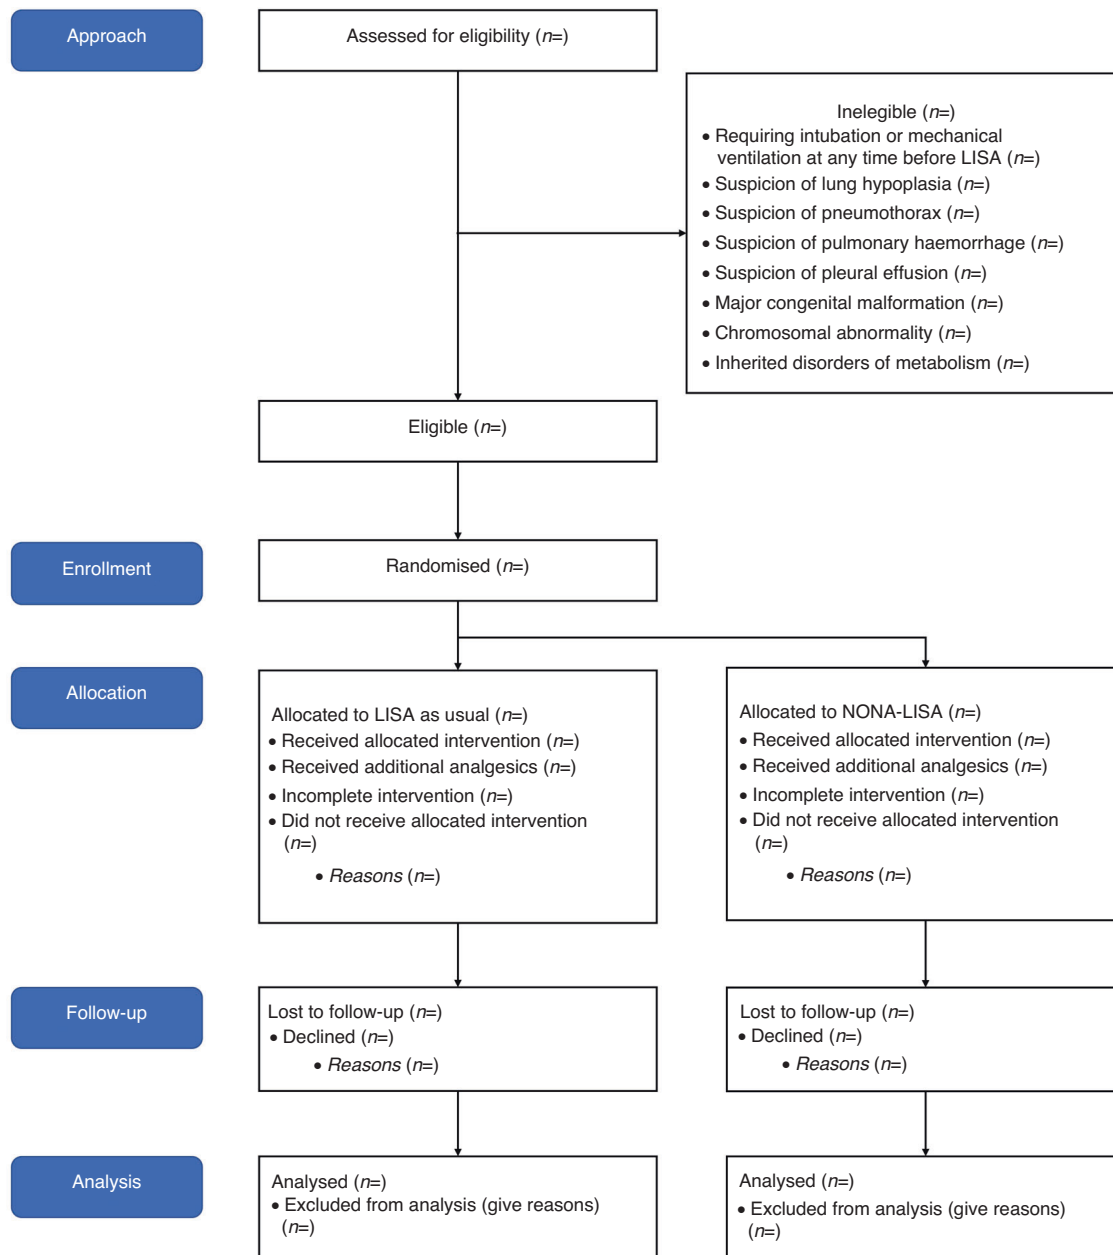 Approach
Assessed for eligibility (n=)
Inelegible (n=)
• Requiring intubation or mechanical
ventilation at any time before LISA (n=)
• Suspicion of lung hypoplasia (n=)
• Suspicion of pneumothorax (n=)
• Suspicion of pulmonary haemorrhage (n=)
• Suspicion of pleural effusion (n=)
• Major congenital malformation (n=)
• Chromosomal abnormality (n=)
• Inherited disorders of metabolism (n=)
Eligible (n=)
Enrollment
Randomised (n=)
Allocation
Allocated to LISA as usual (n=)
• Received allocated intervention (n=)
• Received additional analgesics (n=)
• Incomplete intervention (n=)
• Did not receive allocated intervention
(n=)
• Reasons (n=)
Allocated to NONA-LISA (n=)
• Received allocated intervention (n=)
• Received additional analgesics (n=)
• Incomplete intervention (n=)
• Did not receive allocated intervention
(n=)
• Reasons (n=)
Follow-up
Lost to follow-up (n=)
• Declined (n=)
• Reasons (n=)
Lost to follow-up (n=)
• Declined (n=)
• Reasons (n=)
Analysis
Analysed (n=)
• Excluded from analysis (give reasons)
(n=)
Analysed (n=)
• Excluded from analysis (give reasons)
(n=)